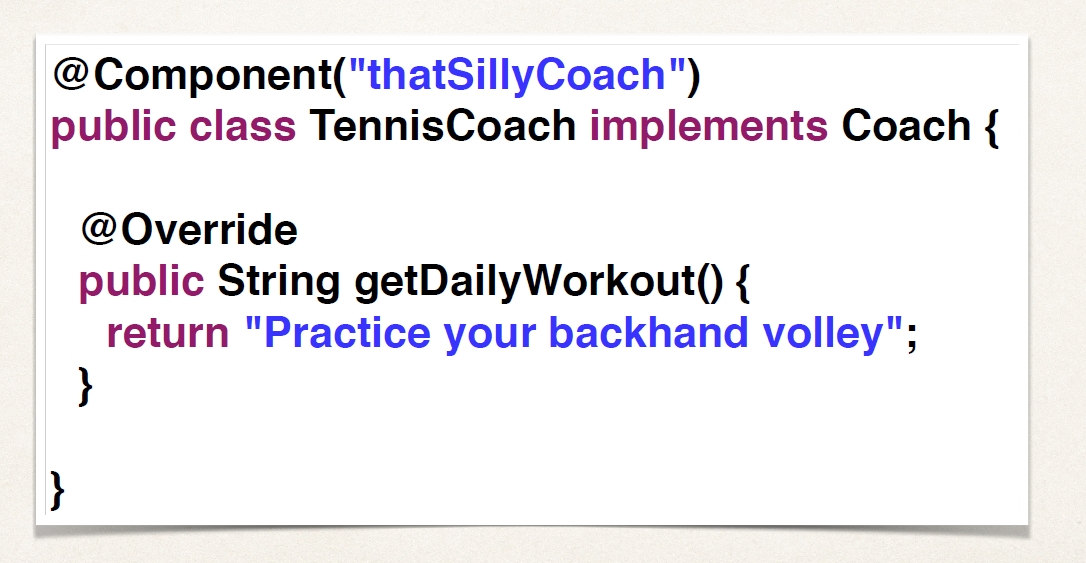 @Component("thatSillyCoach")
public class TennisCoach implements Coach {
@Override
public String getDailyWorkout() {
return "Practice your backhand volley";
}
}